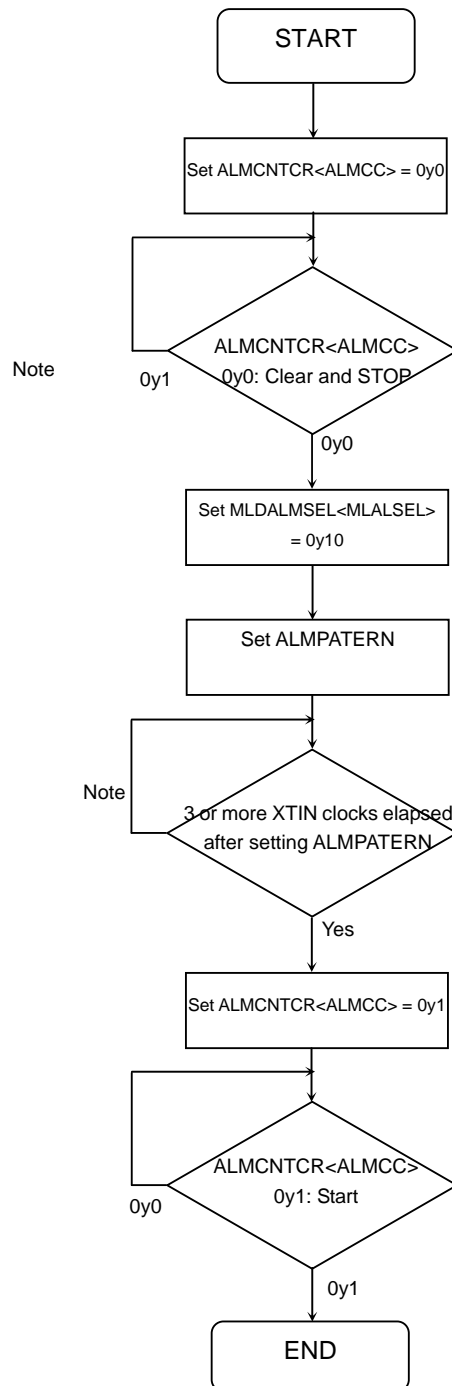 START
Set ALMCNTCR<ALMCC> = 0y0
ALMCNTCR<ALMCC>
0y0: Clear and STOP
Note
0y1
0y0
Set MLDALMSEL<MLALSEL>
= 0y10
Set ALMPATERN
Note
3 or more XTIN clocks elapsed
after setting ALMPATERN
Yes
Set ALMCNTCR<ALMCC> = 0y1
ALMCNTCR<ALMCC>
0y1: Start
0y0
0y1
END